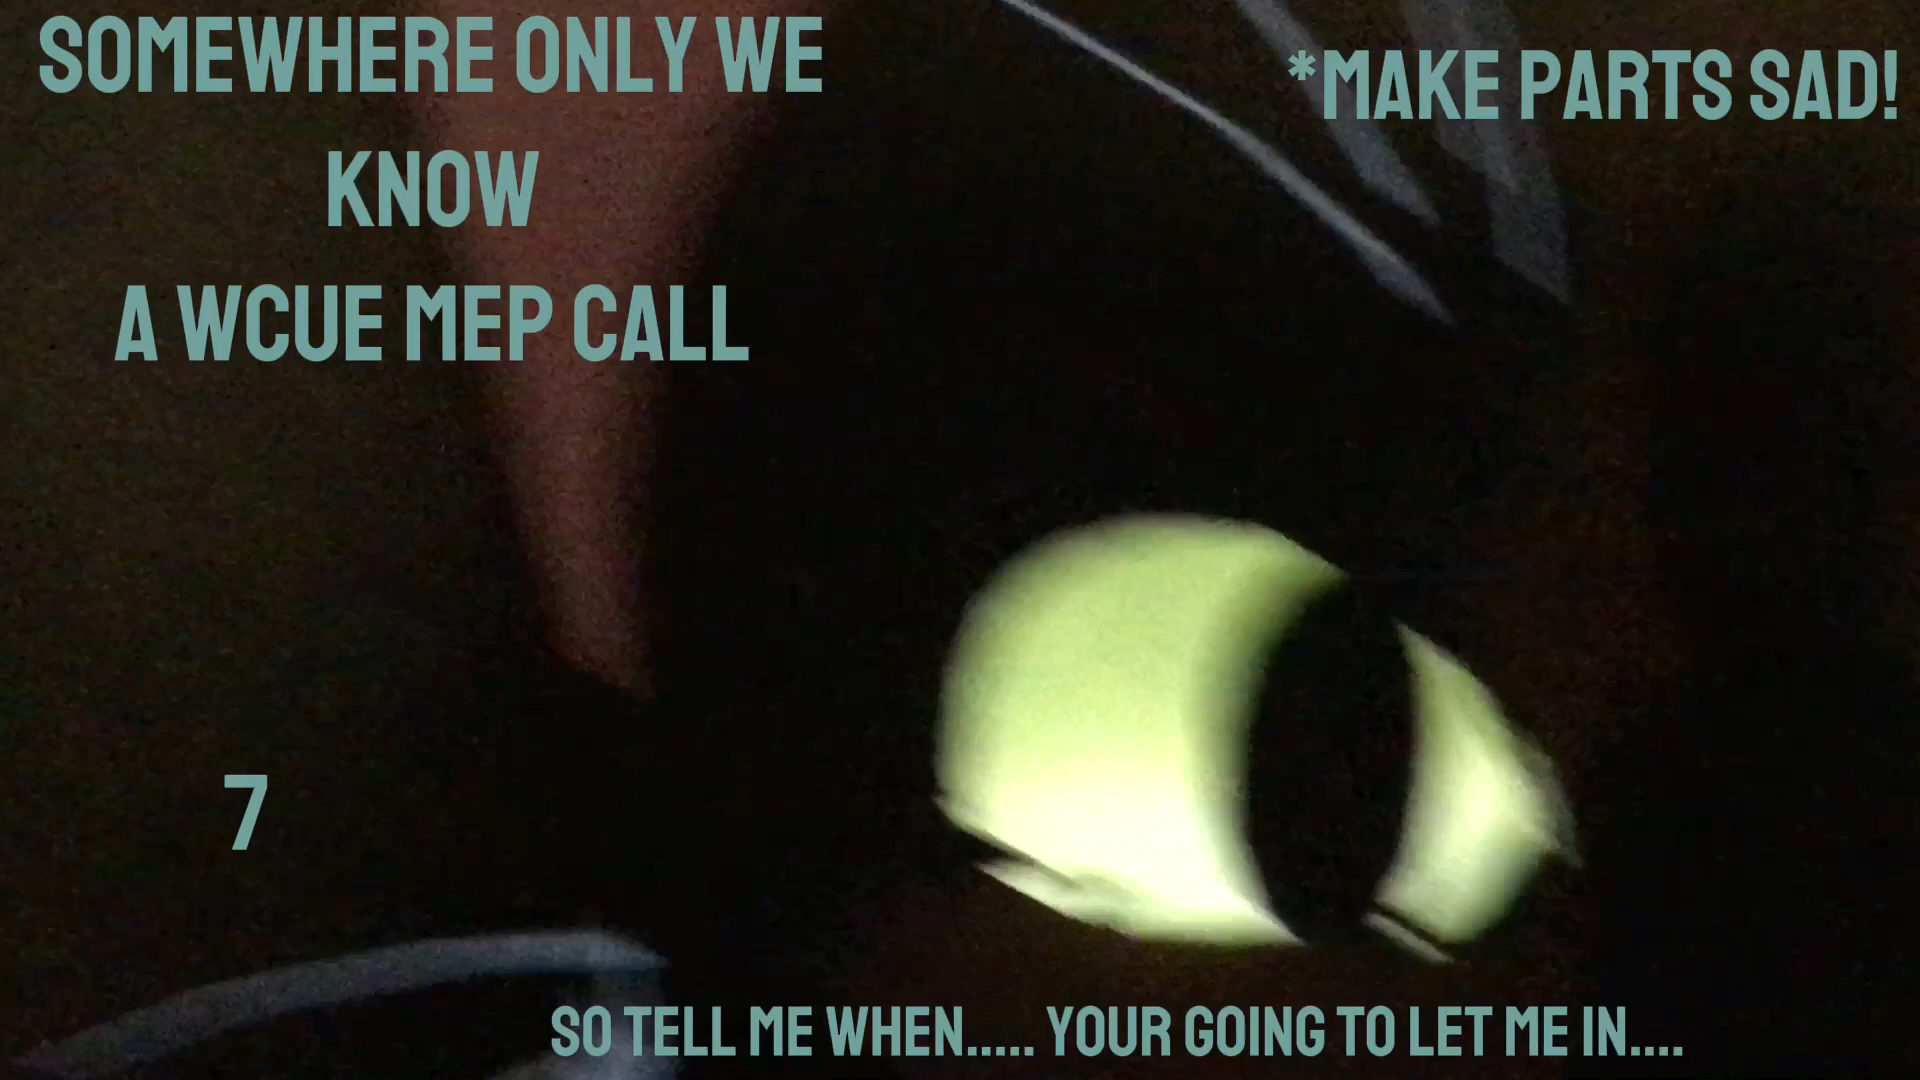 SOMEWHERE ONLY WE
KNOW
A WCUE MEP CALL
*MAKE PARTS SAD!
7
SO TELL ME WHEN..... YOUR GOING TO LET ME IN....